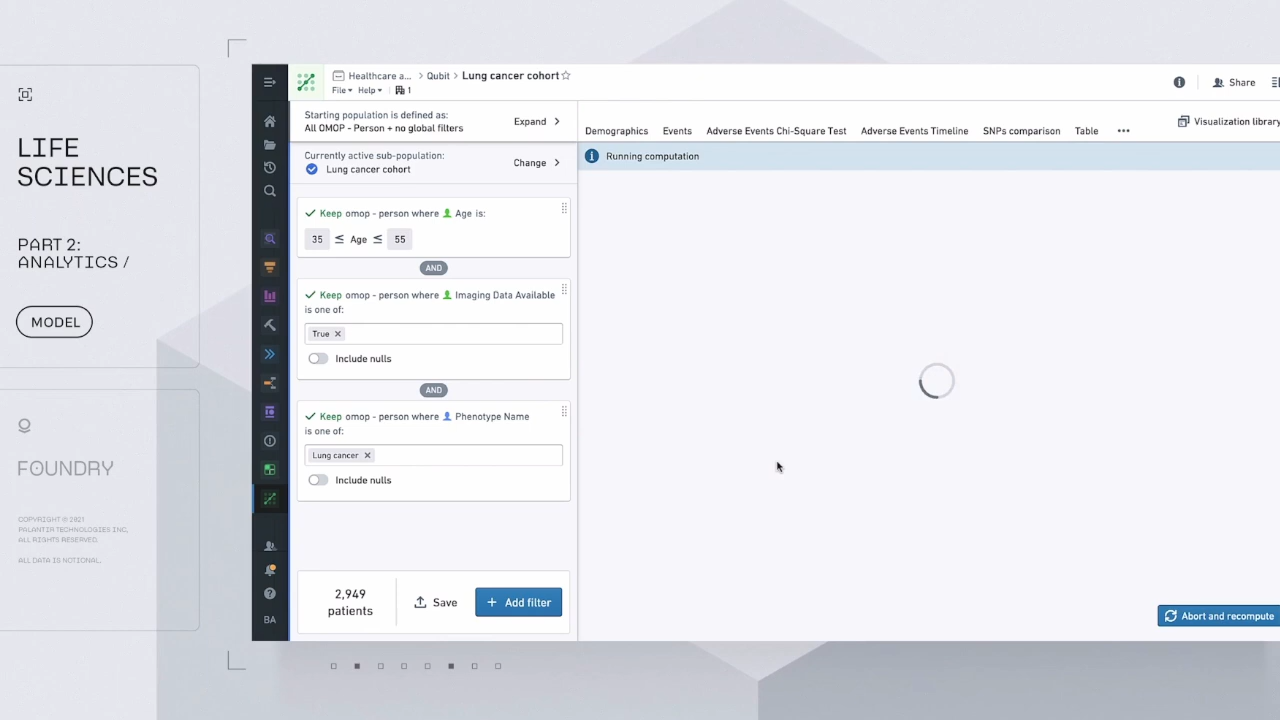 LIFE
SCIENCES
PART 2:
ANALYTICS /
MODEL
FOUNDRY
COPYRIGHT © 2021
PALANTIR TECHNOLOGIES INC.
ALL RIGHTS RESERVED.
ALL DATA IS NOTIONAL.
Healthcare a... > Qubit > Lung cancer cohort
File Help 1
Share
Starting population is defined as:
All OMOP - Person + no global filters
Expand
Currently active sub-population:
Lung cancer cohort
Change
Keep omop - person where Age is:
35 ≤ Age ≤ 55
AND
Keep omop - person where Imaging Data Available
is one of:
True
Include nulls
AND
Keep omop - person where Phenotype Name
is one of:
Lung cancer
Include nulls
2,949
patients
Save
+ Add filter
BA
Demographics Events Adverse Events Chi-Square Test Adverse Events Timeline SNPs comparison Table ...
Visualization library
Running computation
Abort and recompute